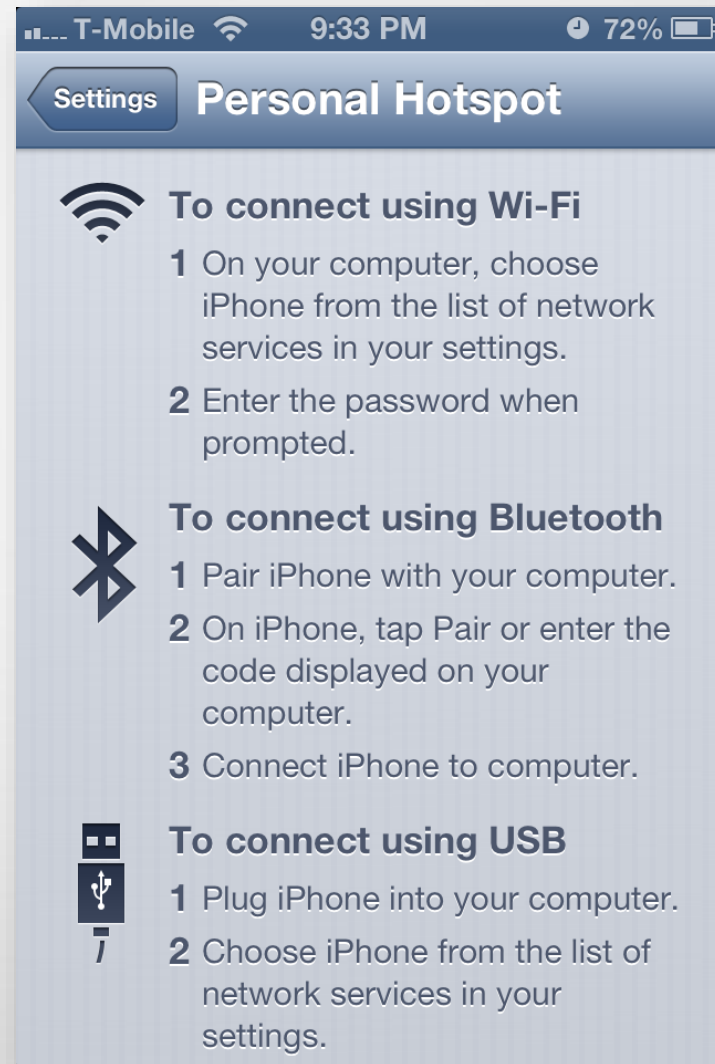 T-Mobile 9:33 PM 72%
Settings Personal Hotspot
To connect using Wi-Fi
1 On your computer, choose
iPhone from the list of network
services in your settings.
2 Enter the password when
prompted.
To connect using Bluetooth
1 Pair iPhone with your computer.
2 On iPhone, tap Pair or enter the
code displayed on your
computer.
3 Connect iPhone to computer.
To connect using USB
1 Plug iPhone into your computer.
2 Choose iPhone from the list of
network services in your
settings.